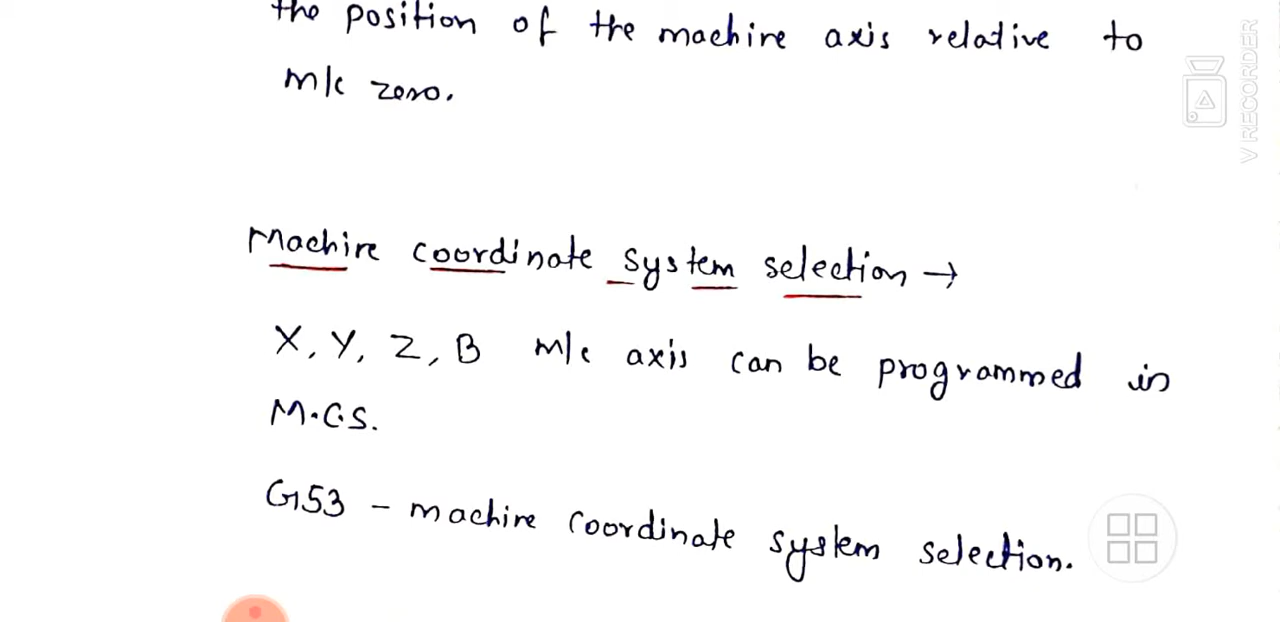 the position of the machine axis relative to
m/c zero.
Machine coordinate system selection →
X, Y, Z, B m/c axis can be programmed in
M.C.S.
G53 - machine coordinate system selection.
V RECORDER